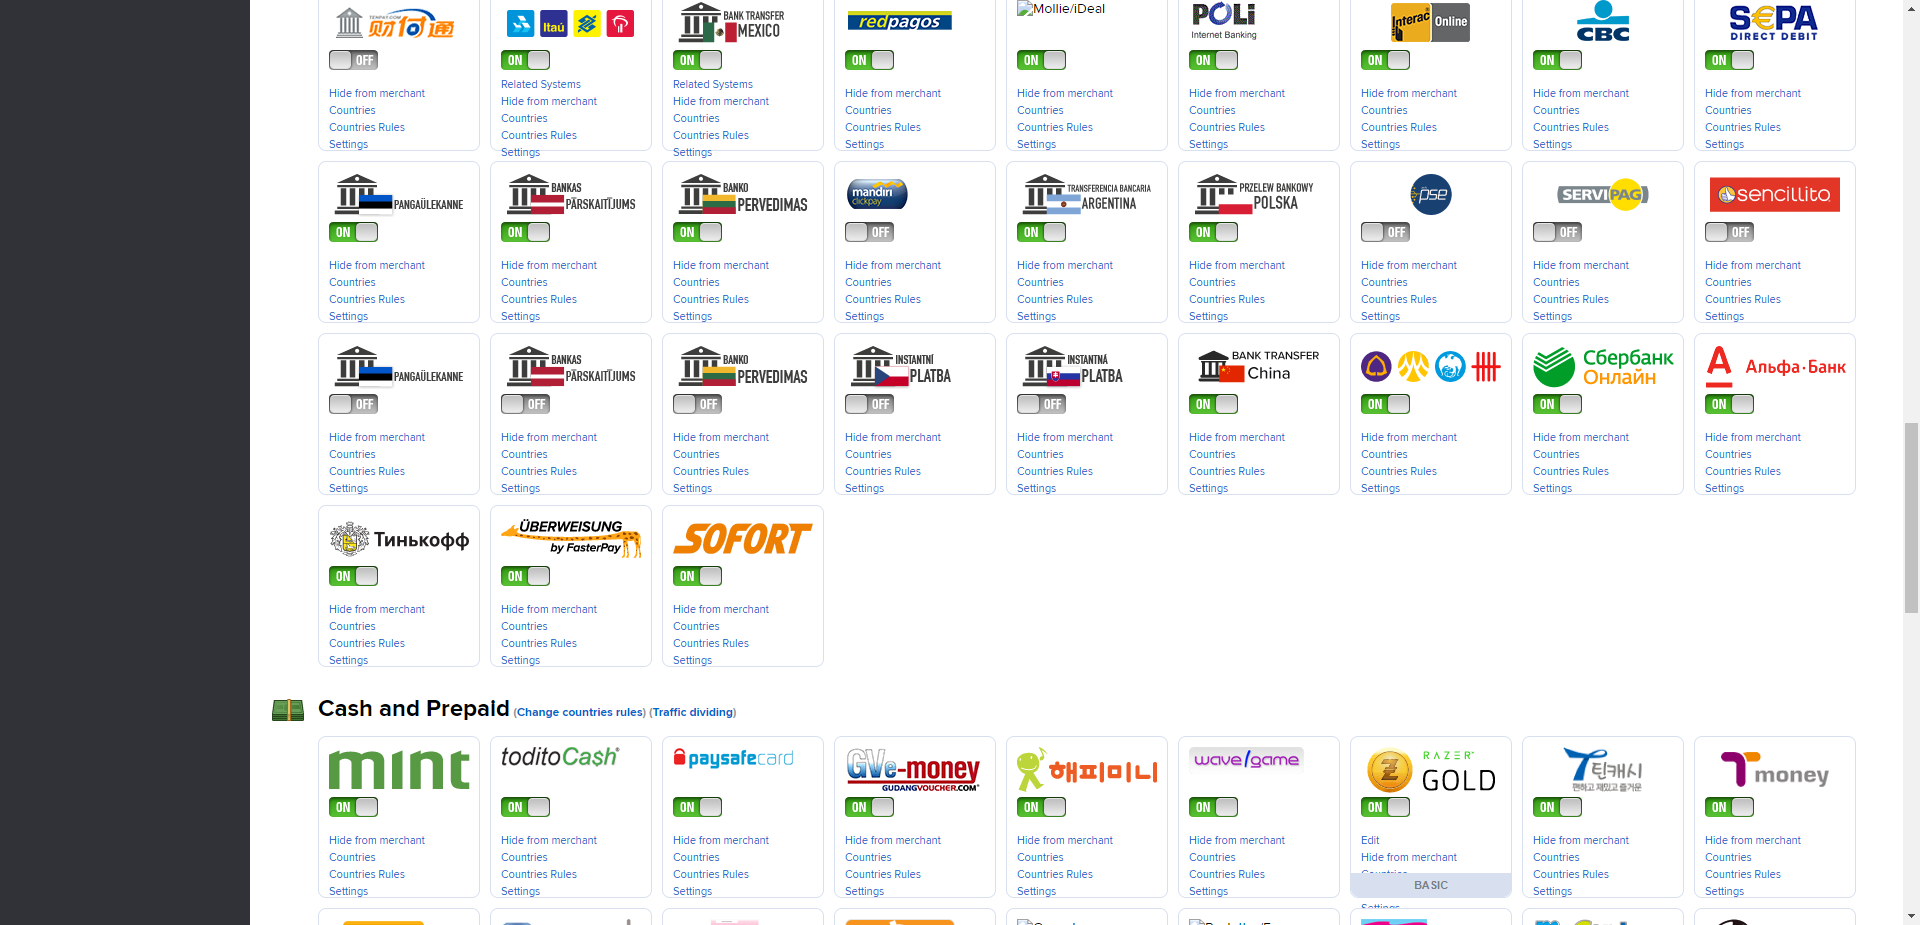 TENPAY.COM 财付通
Itaú
BANK TRANSFER MEXICO
redpagos
Mollie/iDeal
POLi Internet Banking
Interac Online
CBC
SEPA DIRECT DEBIT
OFF ON ON ON ON ON ON ON ON
Related Systems Related Systems
Hide from merchant Hide from merchant Hide from merchant Hide from merchant Hide from merchant Hide from merchant Hide from merchant Hide from merchant Hide from merchant
Countries Countries Countries Countries Countries Countries Countries Countries Countries
Countries Rules Countries Rules Countries Rules Countries Rules Countries Rules Countries Rules Countries Rules Countries Rules Countries Rules
Settings Settings Settings Settings Settings Settings Settings Settings Settings
PANGAÜLEKANNE
BANKAS PĀRSKAITĪJUMS
BANKO PERVEDIMAS
mandiri clickpay
TRANSFERENCIA BANCARIA ARGENTINA
PRZELEW BANKOWY POLSKA
pse
SERVIPAG
sencillito
ON ON ON OFF ON ON OFF OFF OFF
Hide from merchant Hide from merchant Hide from merchant Hide from merchant Hide from merchant Hide from merchant Hide from merchant Hide from merchant Hide from merchant
Countries Countries Countries Countries Countries Countries Countries Countries Countries
Countries Rules Countries Rules Countries Rules Countries Rules Countries Rules Countries Rules Countries Rules Countries Rules Countries Rules
Settings Settings Settings Settings Settings Settings Settings Settings Settings
PANGAÜLEKANNE
BANKAS PĀRSKAITĪJUMS
BANKO PERVEDIMAS
INSTANTNÍ PLATBA
INSTANTNÁ PLATBA
BANK TRANSFER China
Сбербанк Онлайн
Альфа·Банк
OFF OFF OFF OFF OFF ON ON ON ON
Hide from merchant Hide from merchant Hide from merchant Hide from merchant Hide from merchant Hide from merchant Hide from merchant Hide from merchant Hide from merchant
Countries Countries Countries Countries Countries Countries Countries Countries Countries
Countries Rules Countries Rules Countries Rules Countries Rules Countries Rules Countries Rules Countries Rules Countries Rules Countries Rules
Settings Settings Settings Settings Settings Settings Settings Settings Settings
Тинькофф
ÜBERWEISUNG by FasterPay
SOFORT
ON ON ON
Hide from merchant Hide from merchant Hide from merchant
Countries Countries Countries
Countries Rules Countries Rules Countries Rules
Settings Settings Settings
Cash and Prepaid (Change countries rules) (Traffic dividing)
mint
toditoCash
paysafecard
GVe-money GUDANGVOUCHER.COM
해피미니
wave/game
RAZER GOLD
틴캐시 편하고 재밌고 즐거운
Tmoney
ON ON ON ON ON ON ON ON ON
Hide from merchant Hide from merchant Hide from merchant Hide from merchant Hide from merchant Hide from merchant Edit Hide from merchant Hide from merchant
Countries Countries Countries Countries Countries Countries Hide from merchant Countries Countries
Countries Rules Countries Rules Countries Rules Countries Rules Countries Rules Countries Rules Countries Countries Rules Countries Rules
Settings Settings Settings Settings Settings Settings BASIC Settings Settings
Settings